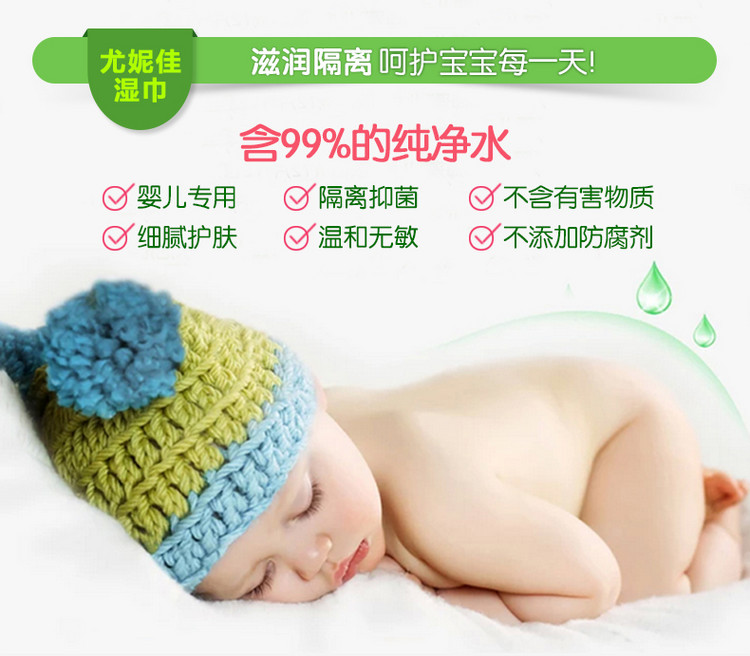 尤妮佳
湿巾
滋润隔离 呵护宝宝每一天!
含99%的纯净水
婴儿专用 隔离抑菌 不含有害物质
细腻护肤 温和无敏 不添加防腐剂